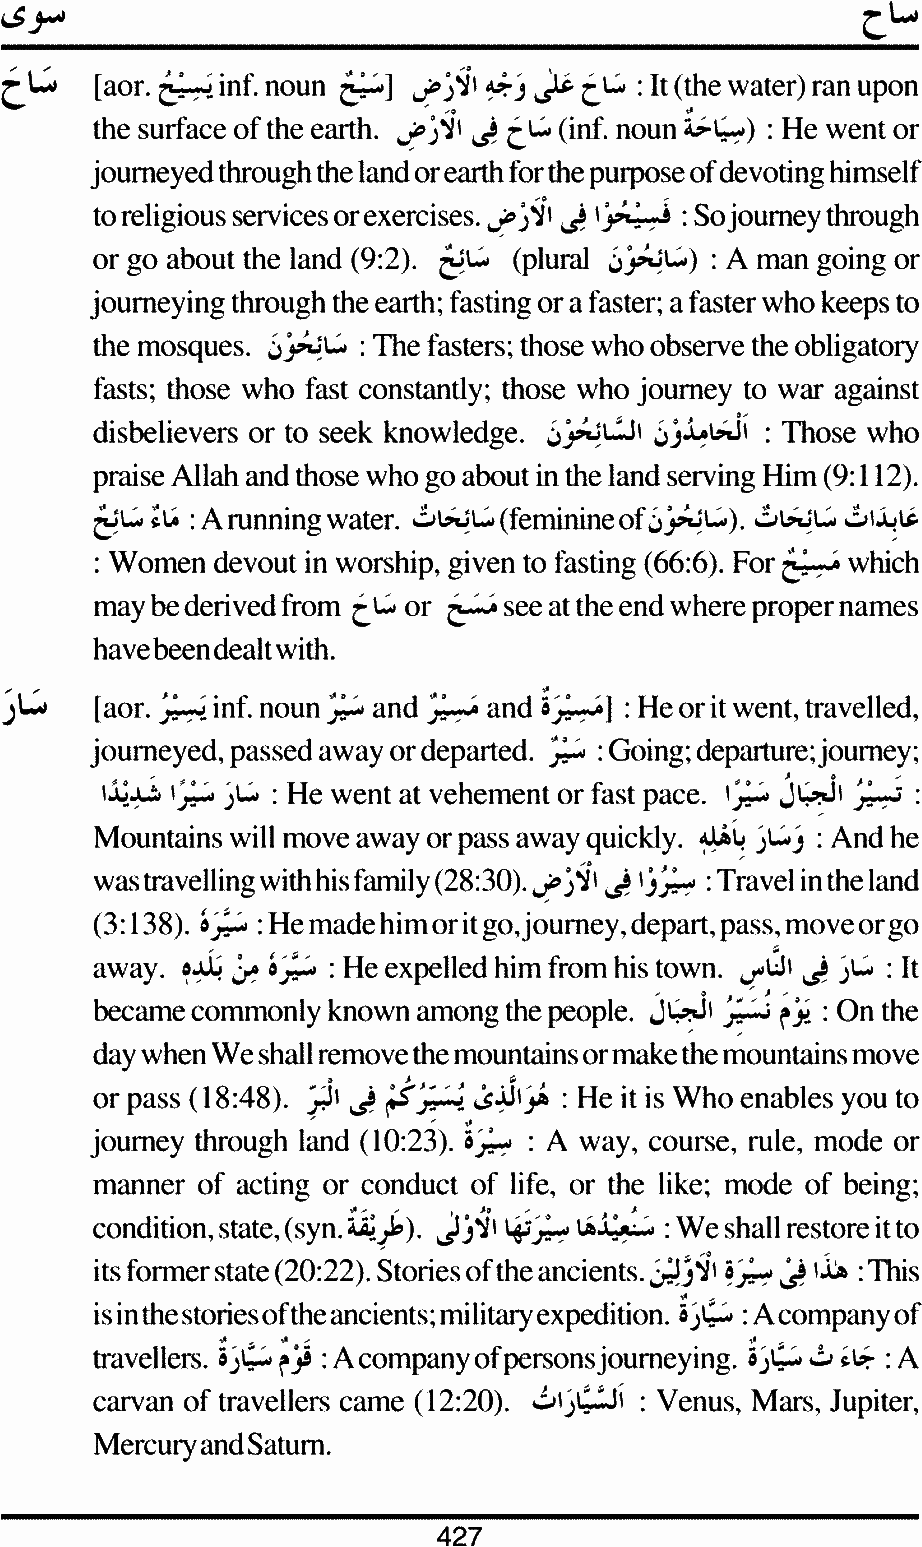 سوى ساح
سَاحَ [aor. يَسِيْحُ inf. noun سَيْحٌ] سَاحَ عَلٰى وَجْهِ الْاَرْضِ : It (the water) ran upon
the surface of the earth. سَاحَ فِى الْاَرْضِ (inf. noun سِيَاحَةٌ) : He went or
journeyed through the land or earth for the purpose of devoting himself
to religious services or exercises. فَسِيْحُوْا فِى الْاَرْضِ : So journey through
or go about the land (9:2). سَائِحٌ (plural سَائِحُوْنَ) : A man going or
journeying through the earth; fasting or a faster; a faster who keeps to
the mosques. سَائِحُوْنَ : The fasters; those who observe the obligatory
fasts; those who fast constantly; those who journey to war against
disbelievers or to seek knowledge. اَلْحَامِدُوْنَ السَّائِحُوْنَ : Those who
praise Allah and those who go about in the land serving Him (9:112).
مَاءٌ سَائِحٌ : A running water. سَائِحَاتٌ (feminine of سَائِحُوْنَ). عَابِدَاتٌ سَائِحَاتٌ
: Women devout in worship, given to fasting (66:6). For مَسِيْحٌ which
may be derived from سَاحَ or مَسَحَ see at the end where proper names
have been dealt with.
سَارَ [aor. يَسِيْرُ inf. noun سَيْرٌ and مَسِيْرٌ and مَسِيْرَةٌ] : He or it went, travelled,
journeyed, passed away or departed. سَيْرٌ : Going; departure; journey;
سَارَ سَيْرًا شَدِيْدًا : He went at vehement or fast pace. تَسِيْرُ الْجِبَالُ سَيْرًا :
Mountains will move away or pass away quickly. وَسَارَ بِاَهْلِهٖ : And he
was travelling with his family (28:30). سِيْرُوْا فِى الْاَرْضِ : Travel in the land
(3:138). سَيَّرَهٗ : He made him or it go, journey, depart, pass, move or go
away. سَيَّرَهٗ مِنْ بَلَدِهٖ : He expelled him from his town. سَارَ فِى النَّاسِ : It
became commonly known among the people. يَوْمَ نُسَيِّرُ الْجِبَالَ : On the
day when We shall remove the mountains or make the mountains move
or pass (18:48). هُوَالَّذِىْ يُسَيِّرُكُمْ فِى الْبَرِّ : He it is Who enables you to
journey through land (10:23). سِيْرَةٌ : A way, course, rule, mode or
manner of acting or conduct of life, or the like; mode of being;
condition, state, (syn. طَرِيْقَةٌ). سَنُعِيْدُهَا سِيْرَتَهَا الْاُوْلٰى : We shall restore it to
its former state (20:22). Stories of the ancients. هٰذَا فِىْ سِيْرَةِ الْاَوَّلِيْنَ : This
is in the stories of the ancients; military expedition. سَيَّارَةٌ : A company of
travellers. قَوْمٌ سَيَّارَةٌ : A company of persons journeying. جَاءَ تْ سَيَّارَةٌ : A
carvan of travellers came (12:20). اَلسَّيَّارَاتُ : Venus, Mars, Jupiter,
Mercury and Saturn.
427